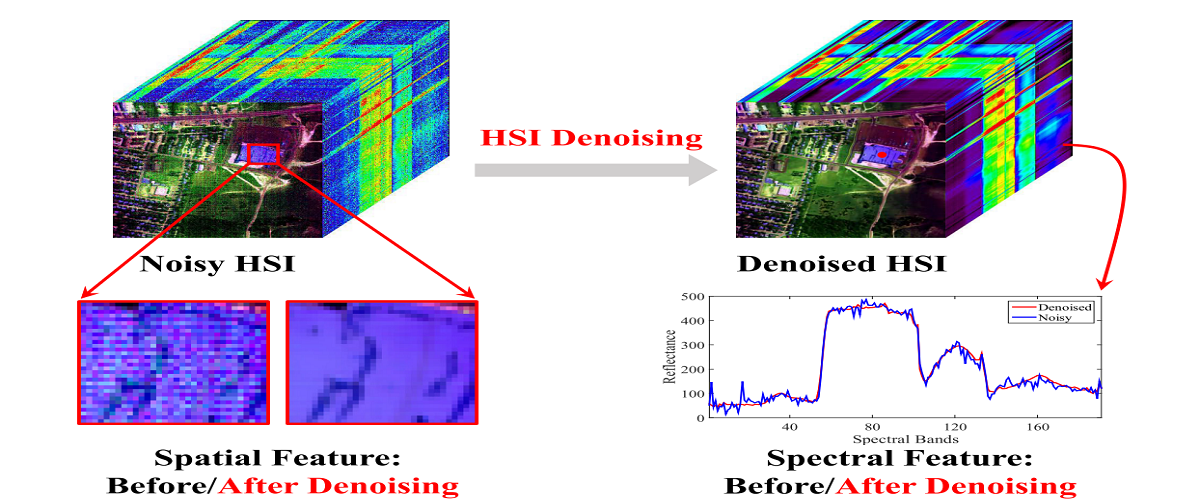 HSI Denoising
Noisy HSI
Denoised HSI
500
400
300
200
100
0
Reflectance
Denoised
Noisy
40
80
120
160
Spectral Bands
Spatial Feature:
Before/After Denoising
Spectral Feature:
Before/After Denoising